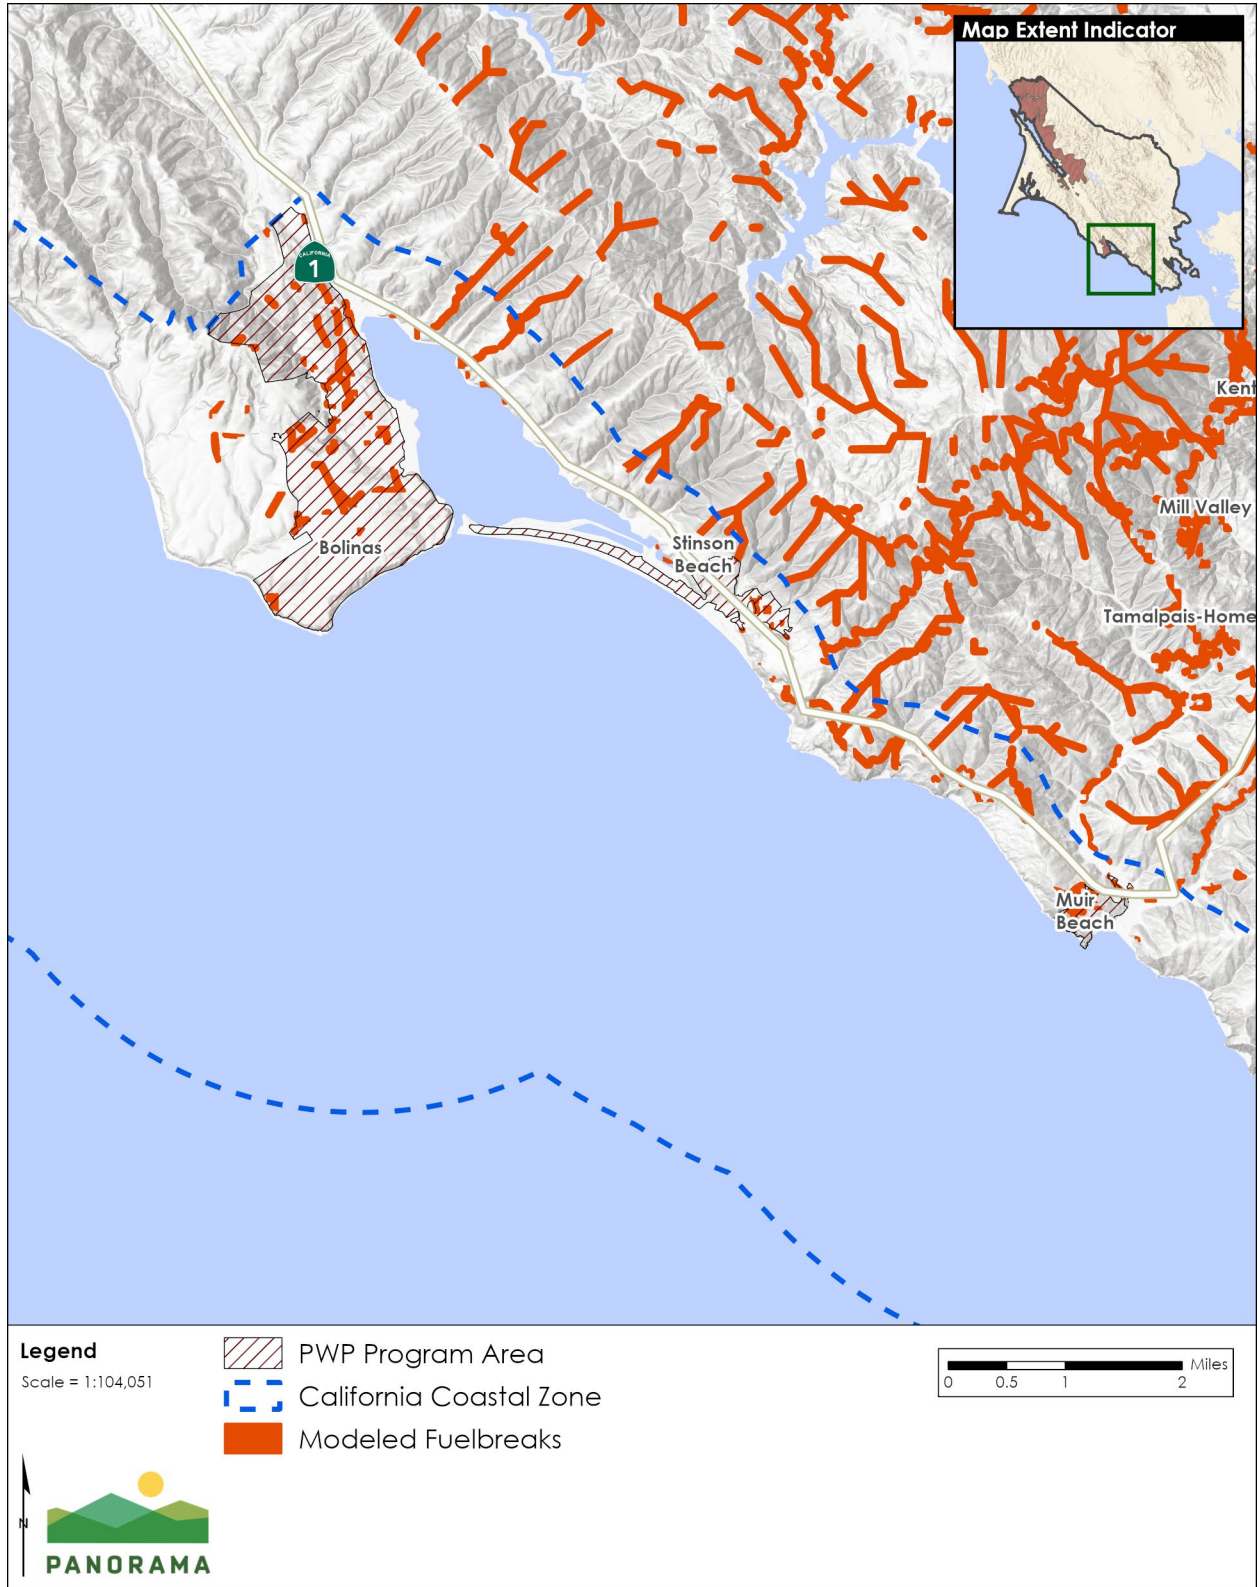 Map Extent Indicator
CALIFORNIA
1
Kent
Mill Valley
Stinson
Beach
Bolinas
Tamalpais-Home
Muir
Beach
Legend
Scale = 1:104,051
PWP Program Area
California Coastal Zone
Modeled Fuelbreaks
Miles
0 0.5 1 2
N
PANORAMA